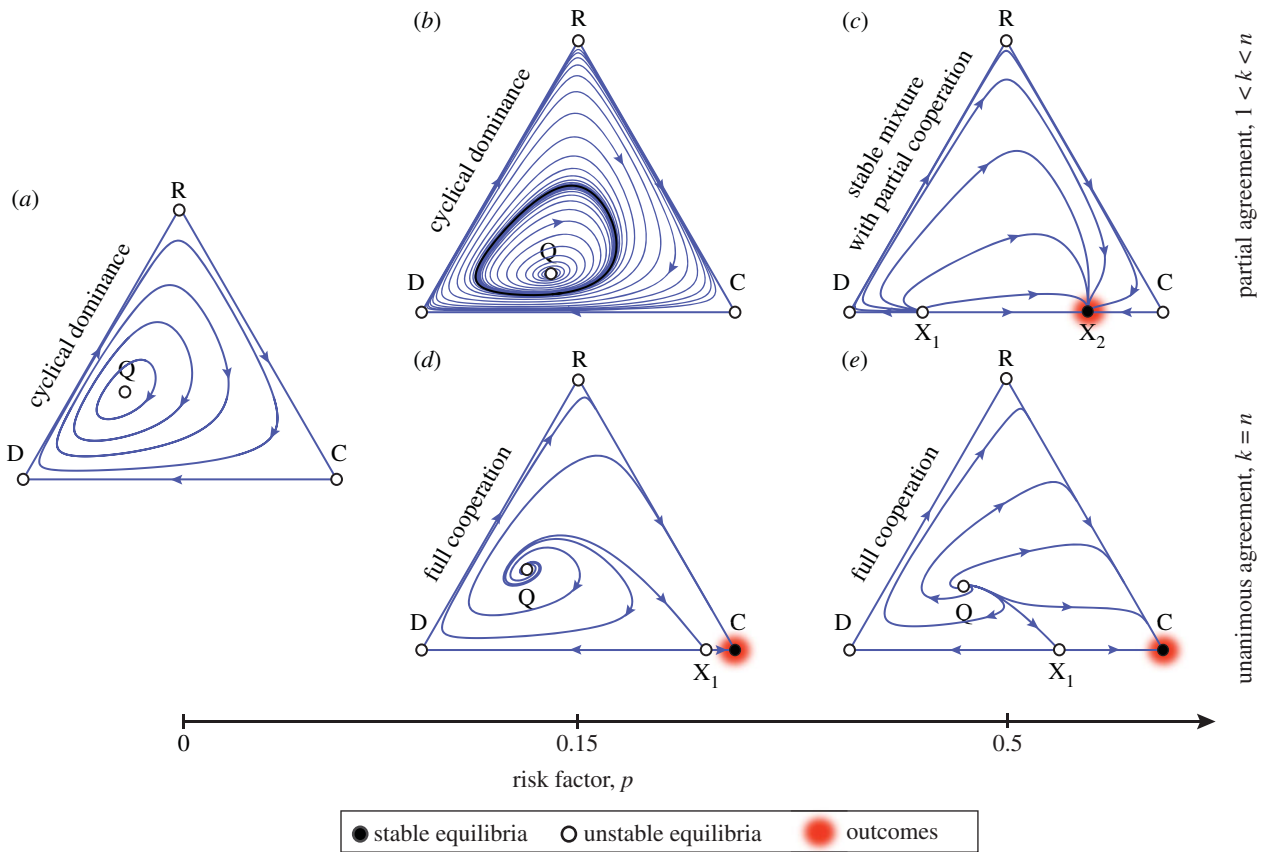 (a)
R
cyclical dominance
Q
D
C
(b)
R
cyclical dominance
Q
D
C
(c)
R
stable mixture
with partial cooperation
D
C
X1
X2
partial agreement, 1 < k < n
(d)
R
full cooperation
Q
D
C
X1
(e)
R
full cooperation
Q
D
C
X1
unanimous agreement, k = n
0
0.15
0.5
risk factor, p
stable equilibria
unstable equilibria
outcomes